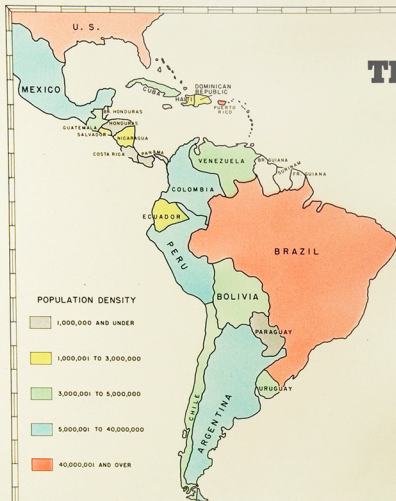 U. S.
TH
MEXICO
CUBA
DOMINICAN
REPUBLIC
HAITI
PUERTO
RICO
BR. HONDURAS
HONDURAS
GUATEMALA
SALVADOR
NICARAGUA
COSTA RICA
PANAMA
VENEZUELA
BR. GUIANA
SURINAM
FR. GUIANA
COLOMBIA
ECUADOR
PERU
BRAZIL
BOLIVIA
PARAGUAY
CHILE
ARGENTINA
URUGUAY
POPULATION DENSITY
1,000,000 AND UNDER
1,000,001 TO 3,000,000
3,000,001 TO 5,000,000
5,000,001 TO 40,000,000
40,000,001 AND OVER